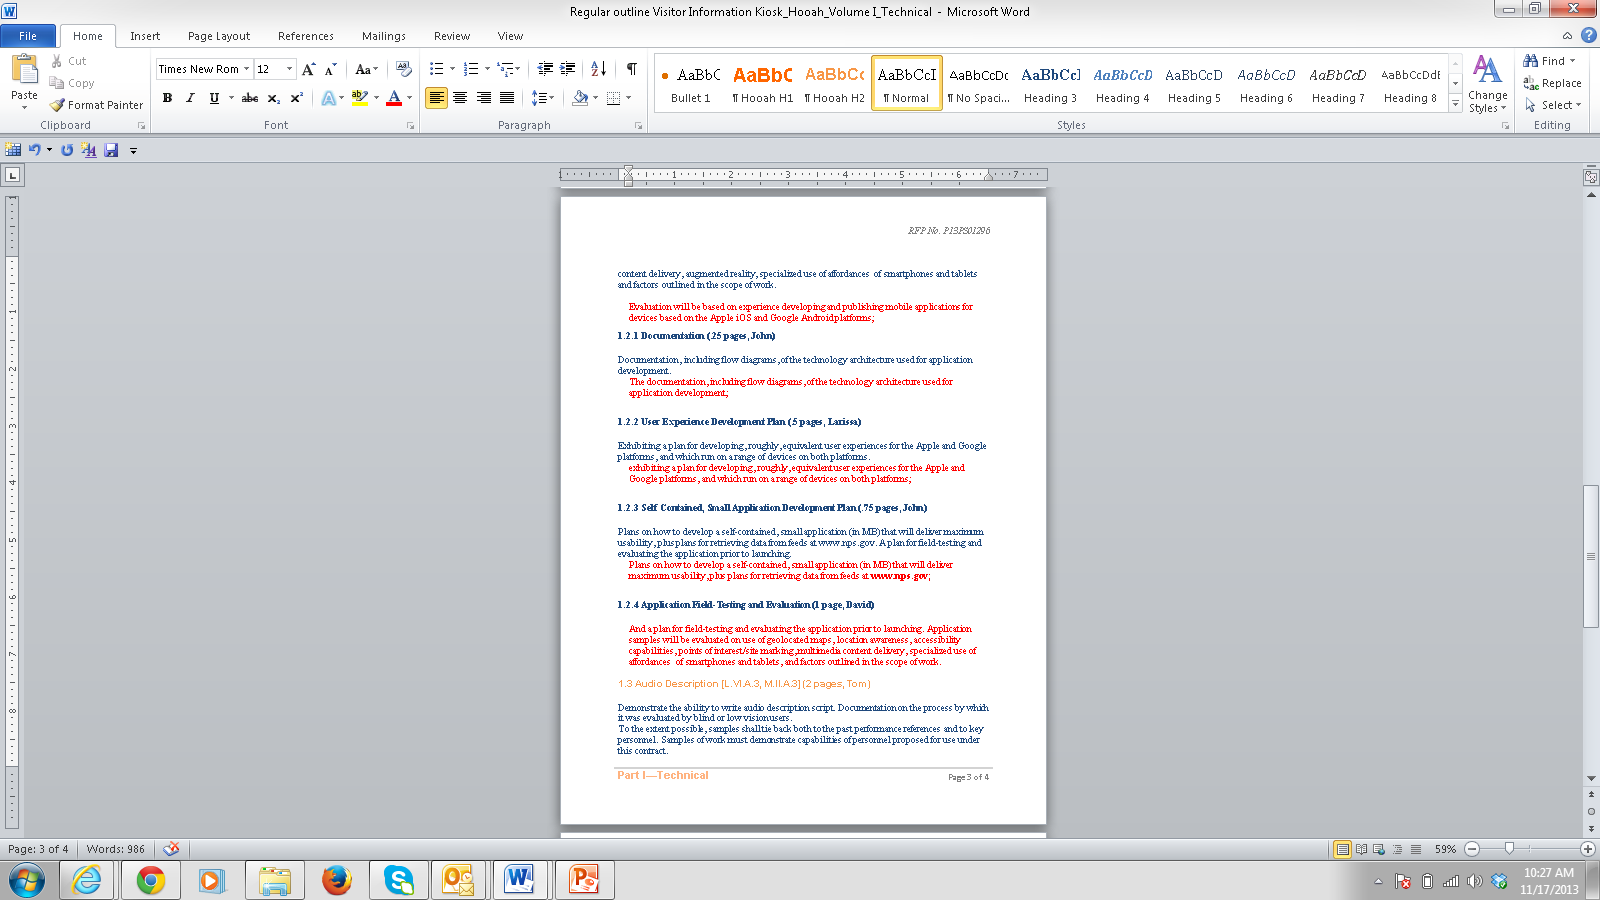 Regular outline Visitor Information Kiosk_Hooah_Volume I_Technical - Microsoft Word
File Home Insert Page Layout References Mailings Review View
Paste
Cut
Copy
Format Painter
Clipboard
Times New Rom 12
Font
Paragraph
AaBbC AaBbC AaBbCc AaBbCcI AaBbCcDc AaBbCcI AaBbCcD AaBbCcD AaBbCcD AaBbCcD AaBbCcDdE
Bullet 1 ¶ Hooah H1 ¶ Hooah H2 ¶ Normal ¶ No Spaci... Heading 3 Heading 4 Heading 5 Heading 6 Heading 7 Heading 8
Styles
Change Styles
Find
Replace
Select
Editing
1 1 2 3 4 5 6 7
RFP No. P13PS01296
content delivery, augmented reality, specialized use of affordances of smartphones and tablets
and factors outlined in the scope of work.
Evaluation will be based on experience developing and publishing mobile applications for
devices based on the Apple iOS and Google Android platforms;
1.2.1 Documentation (.25 pages, John)
Documentation, including flow diagrams, of the technology architecture used for application
development.
The documentation, including flow diagrams, of the technology architecture used for
application development;
1.2.2 User Experience Development Plan (.5 pages, Larissa)
Exhibiting a plan for developing, roughly, equivalent user experiences for the Apple and Google
platforms, and which run on a range of devices on both platforms.
exhibiting a plan for developing, roughly, equivalent user experiences for the Apple and
Google platforms, and which run on a range of devices on both platforms;
1.2.3 Self Contained, Small Application Development Plan (.75 pages, John)
Plans on how to develop a self-contained, small application (in MB) that will deliver maximum
usability, plus plans for retrieving data from feeds at www.nps.gov. A plan for field-testing and
evaluating the application prior to launching.
Plans on how to develop a self-contained, small application (in MB) that will deliver
maximum usability, plus plans for retrieving data from feeds at www.nps.gov;
1.2.4 Application Field-Testing and Evaluation (1 page, David)
And a plan for field-testing and evaluating the application prior to launching. Application
samples will be evaluated on use of geolocated maps, location awareness, accessibility
capabilities, points of interest/site marking, multimedia content delivery, specialized use of
affordances of smartphones and tablets, and factors outlined in the scope of work.
1.3 Audio Description [L.VI.A.3, M.II.A.3] (2 pages, Tom)
Demonstrate the ability to write audio description script. Documentation on the process by which
it was evaluated by blind or low vision users.
To the extent possible, samples shall tie back both to the past performance references and to key
personnel. Samples of work must demonstrate capabilities of personnel proposed for use under
this contract.
Part I—Technical Page 3 of 4
Page: 3 of 4 Words: 986 59%
10:27 AM
11/17/2013